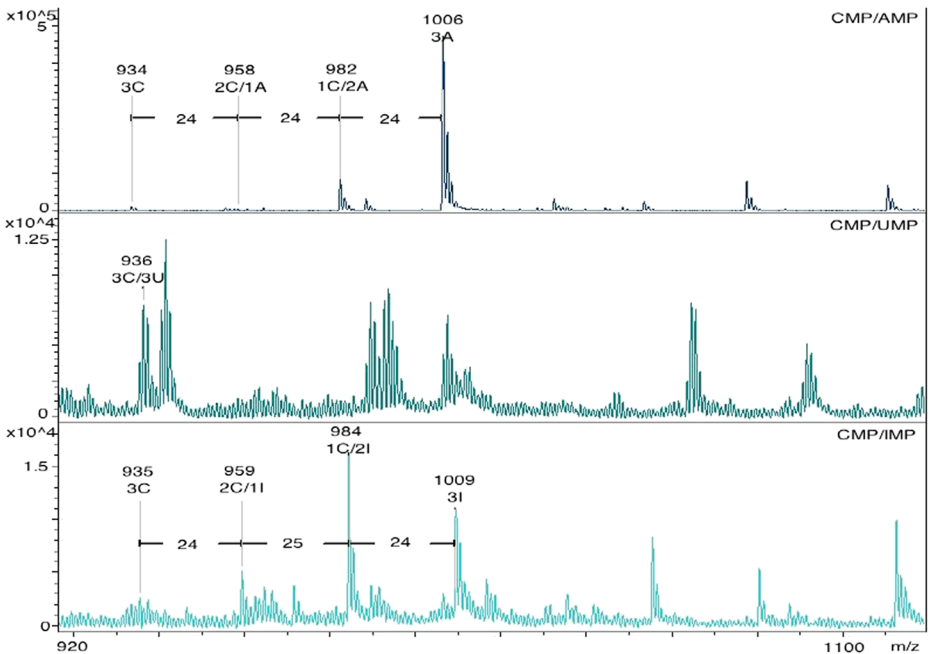 x10^5
5
0
1006
3A
CMP/AMP
934
3C
958
2C/1A
982
1C/2A
24
24
24
x10^4
1.25
0
CMP/UMP
936
3C/3U
x10^4
1.5
0
984
1C/2I
CMP/IMP
935
3C
959
2C/1I
1009
3I
24
25
24
920
1100
m/z